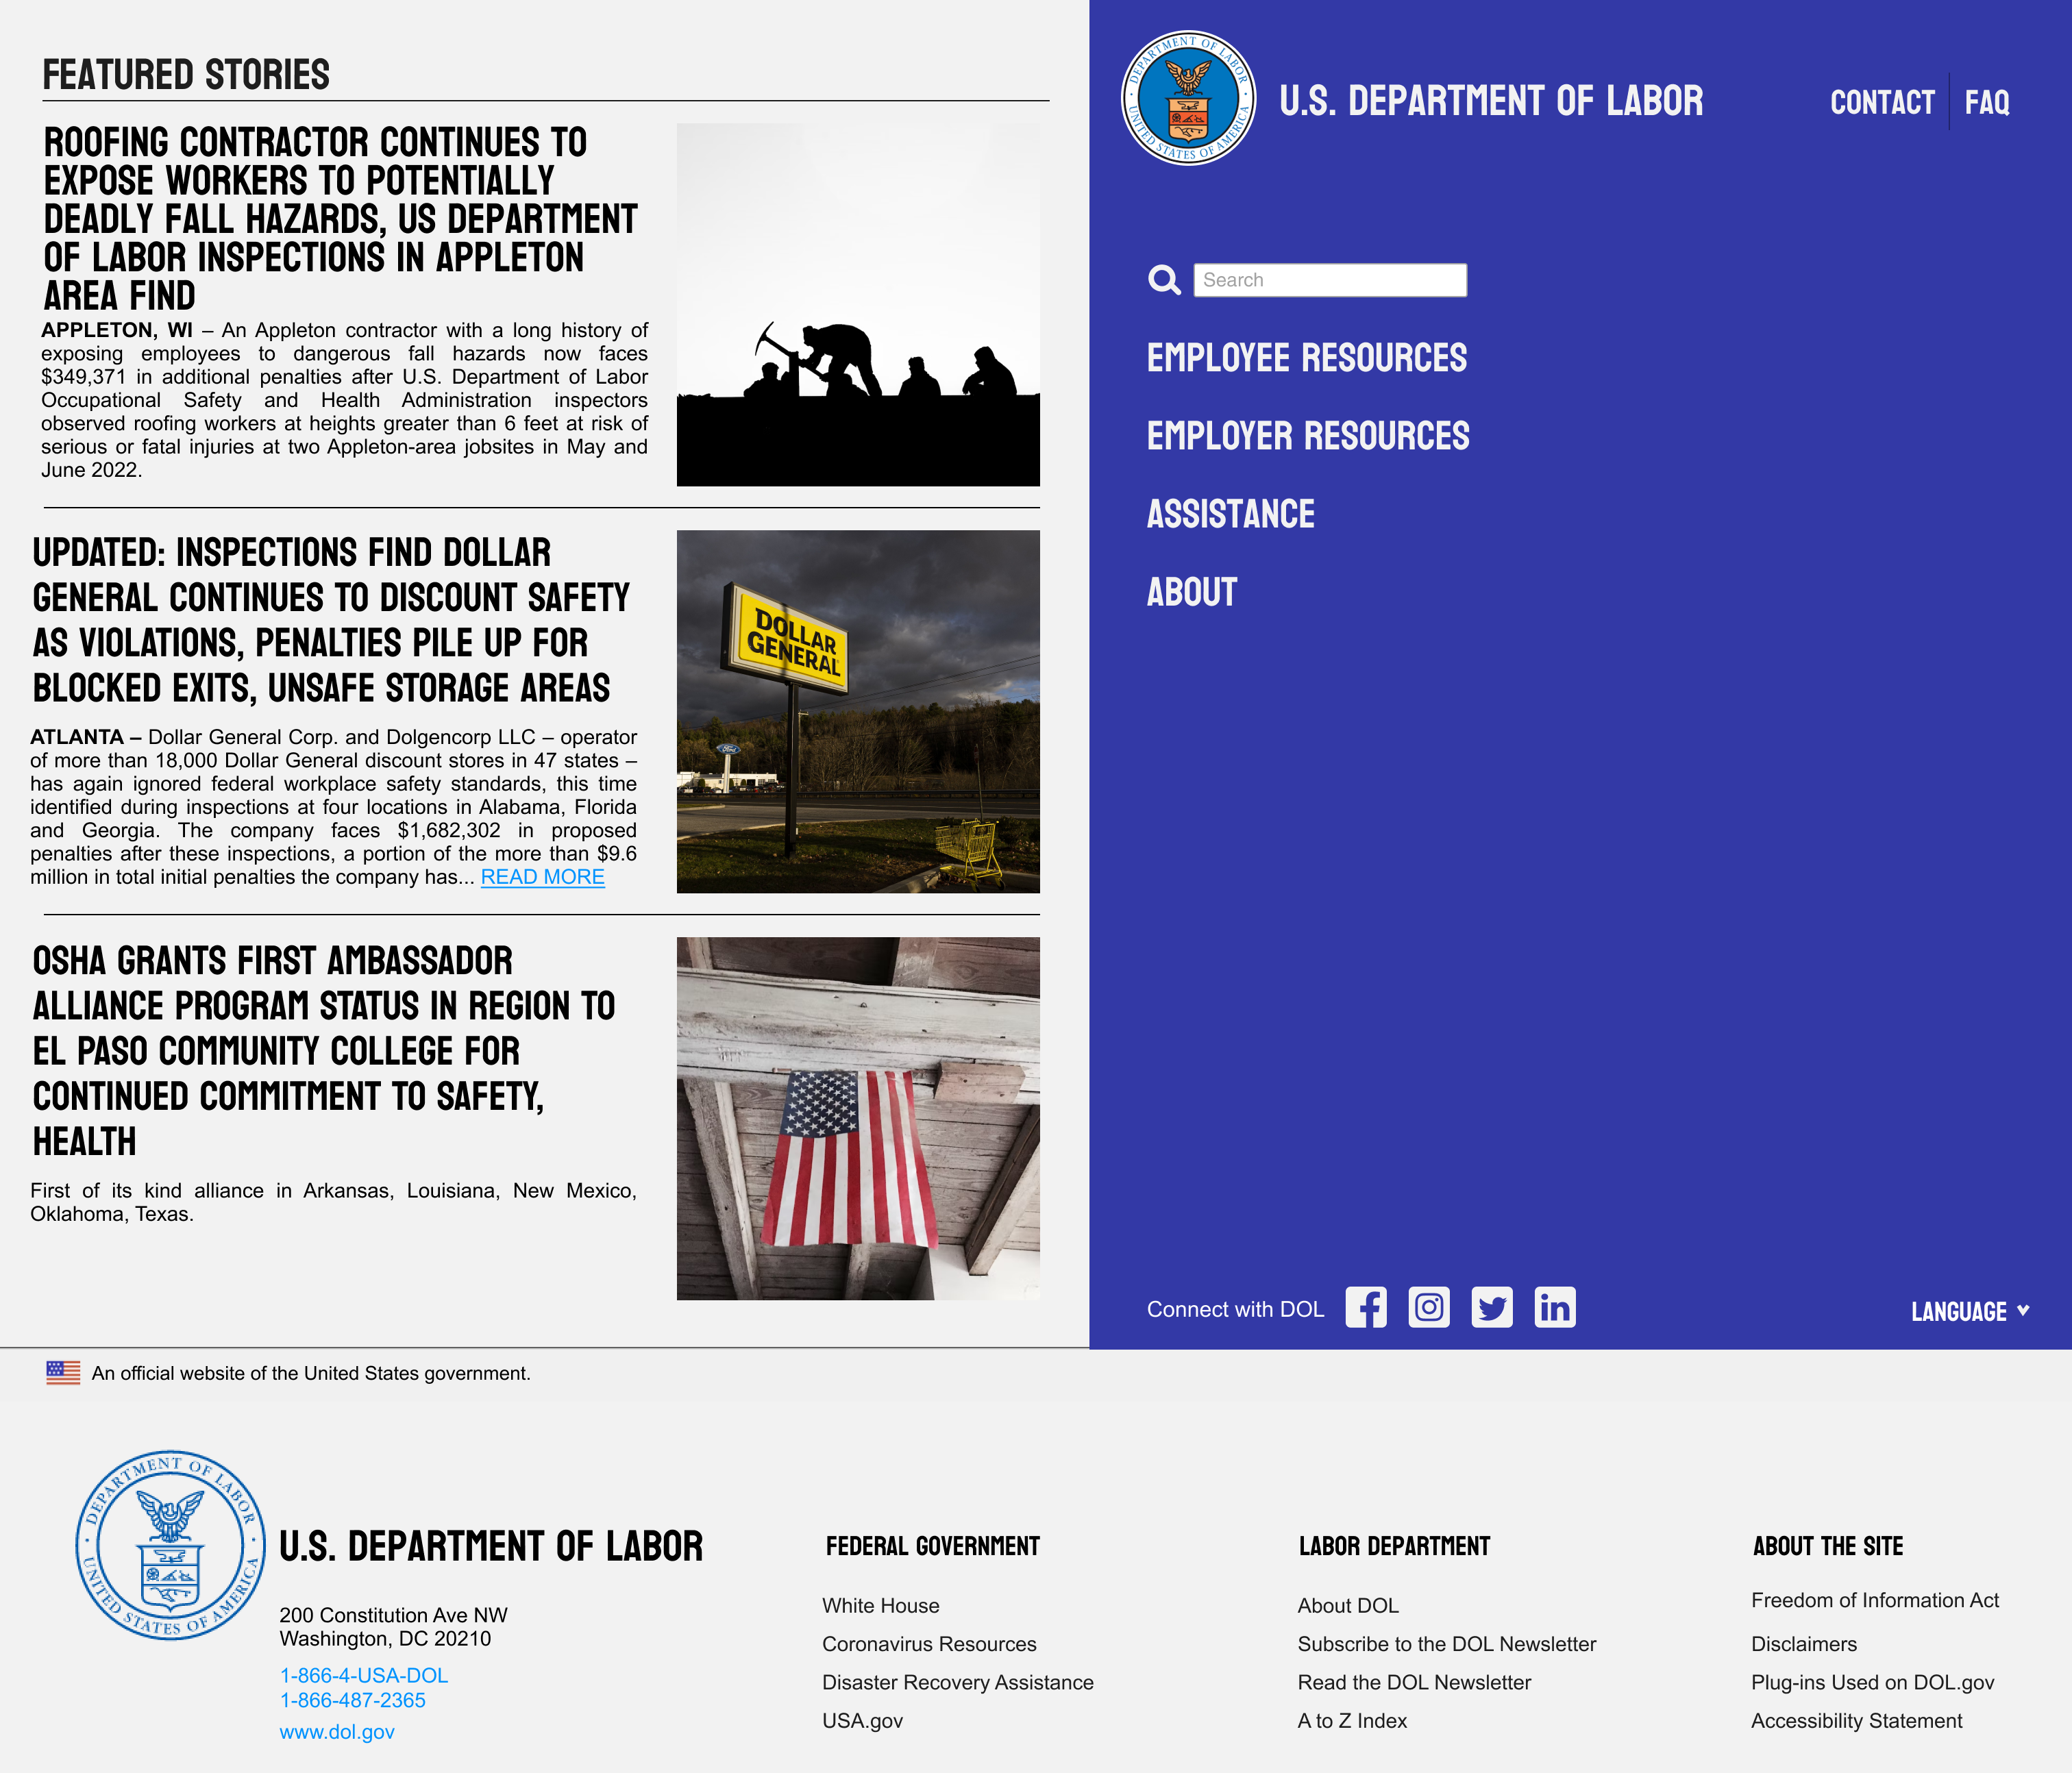 FEATURED STORIES
ROOFING CONTRACTOR CONTINUES TO
EXPOSE WORKERS TO POTENTIALLY
DEADLY FALL HAZARDS, US DEPARTMENT
OF LABOR INSPECTIONS IN APPLETON
AREA FIND
APPLETON, WI – An Appleton contractor with a long history of
exposing employees to dangerous fall hazards now faces
$349,371 in additional penalties after U.S. Department of Labor
Occupational Safety and Health Administration inspectors
observed roofing workers at heights greater than 6 feet at risk of
serious or fatal injuries at two Appleton-area jobsites in May and
June 2022.
UPDATED: INSPECTIONS FIND DOLLAR
GENERAL CONTINUES TO DISCOUNT SAFETY
AS VIOLATIONS, PENALTIES PILE UP FOR
BLOCKED EXITS, UNSAFE STORAGE AREAS
ATLANTA – Dollar General Corp. and Dolgencorp LLC – operator
of more than 18,000 Dollar General discount stores in 47 states –
has again ignored federal workplace safety standards, this time
identified during inspections at four locations in Alabama, Florida
and Georgia. The company faces $1,682,302 in proposed
penalties after these inspections, a portion of the more than $9.6
million in total initial penalties the company has... READ MORE
DOLLAR
GENERAL
Ford
OSHA GRANTS FIRST AMBASSADOR
ALLIANCE PROGRAM STATUS IN REGION TO
EL PASO COMMUNITY COLLEGE FOR
CONTINUED COMMITMENT TO SAFETY,
HEALTH
First of its kind alliance in Arkansas, Louisiana, New Mexico,
Oklahoma, Texas.
DEPARTMENT OF LABOR
UNITED STATES OF AMERICA
U.S. DEPARTMENT OF LABOR
CONTACT
FAQ
Search
EMPLOYEE RESOURCES
EMPLOYER RESOURCES
ASSISTANCE
ABOUT
Connect with DOL
LANGUAGE
An official website of the United States government.
DEPARTMENT OF LABOR
UNITED STATES OF AMERICA
U.S. DEPARTMENT OF LABOR
200 Constitution Ave NW
Washington, DC 20210
1-866-4-USA-DOL
1-866-487-2365
www.dol.gov
FEDERAL GOVERNMENT
White House
Coronavirus Resources
Disaster Recovery Assistance
USA.gov
LABOR DEPARTMENT
About DOL
Subscribe to the DOL Newsletter
Read the DOL Newsletter
A to Z Index
ABOUT THE SITE
Freedom of Information Act
Disclaimers
Plug-ins Used on DOL.gov
Accessibility Statement